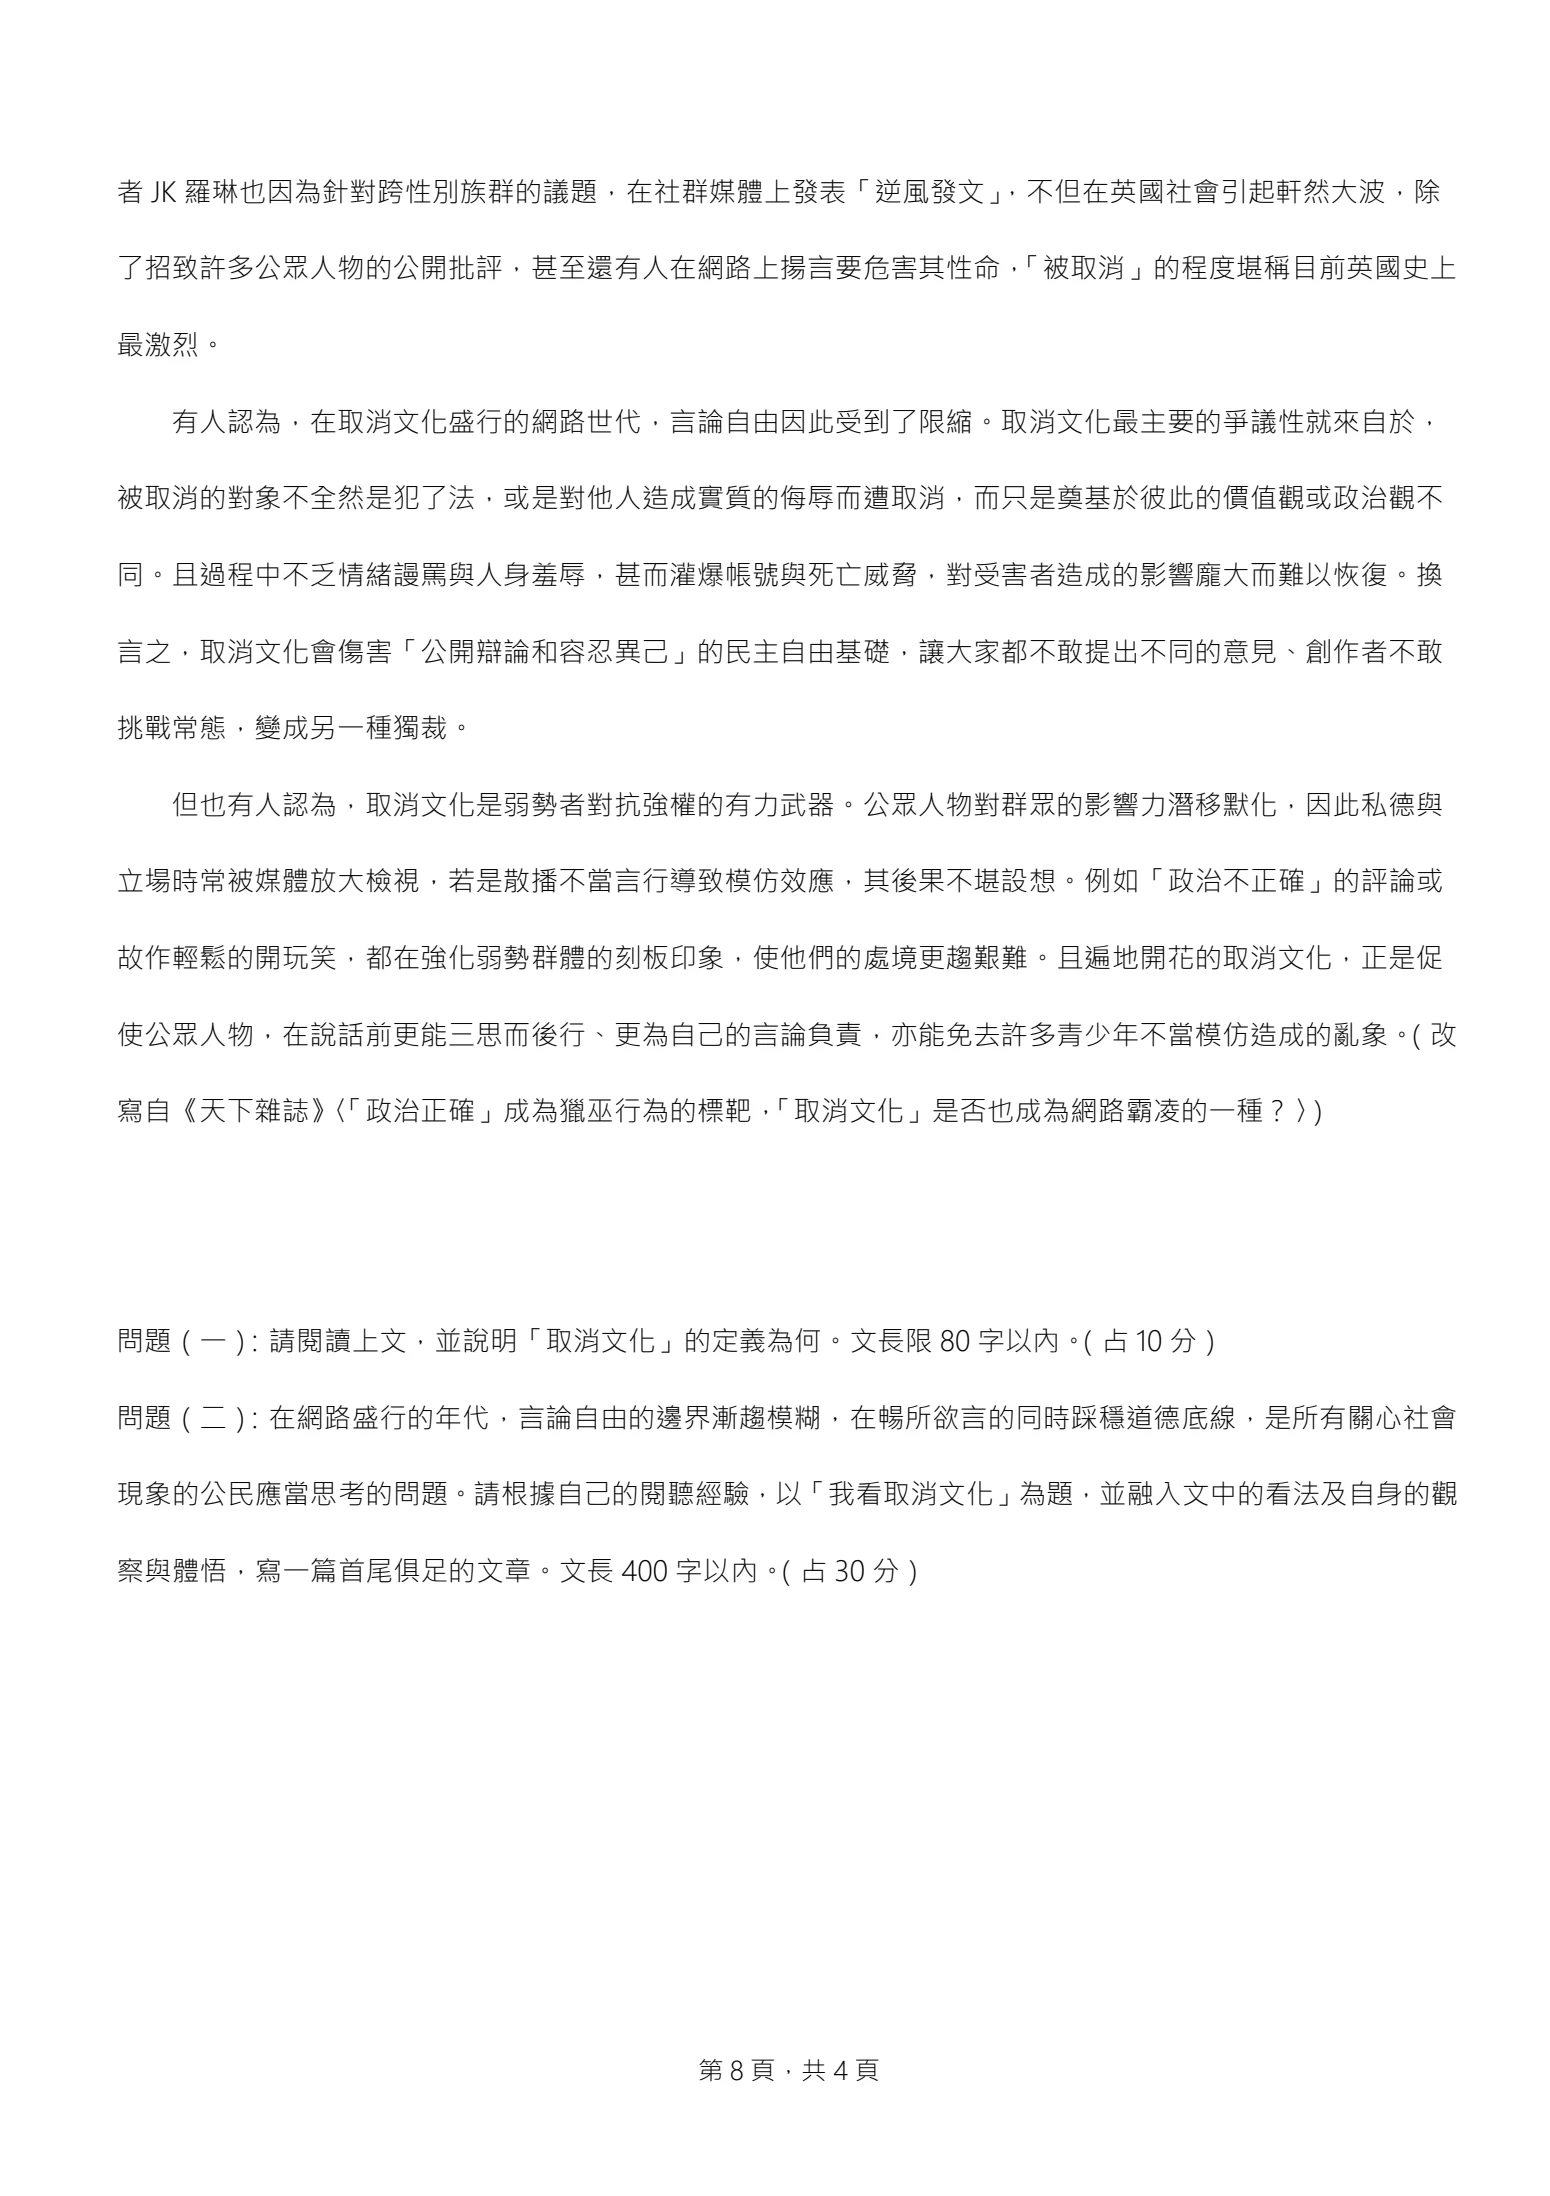 者 JK 羅琳也因為針對跨性別族群的議題，在社群媒體上發表「逆風發文」，不但在英國社會引起軒然大波，除
了招致許多公眾人物的公開批評，甚至還有人在網路上揚言要危害其性命，「被取消」的程度堪稱目前英國史上
最激烈。
有人認為，在取消文化盛行的網路世代，言論自由因此受到了限縮。取消文化最主要的爭議性就來自於，
被取消的對象不全然是犯了法，或是對他人造成實質的侮辱而遭取消，而只是奠基於彼此的價值觀或政治觀不
同。且過程中不乏情緒謾罵與人身羞辱，甚而灌爆帳號與死亡威脅，對受害者造成的影響龐大而難以恢復。換
言之，取消文化會傷害「公開辯論和容忍異己」的民主自由基礎，讓大家都不敢提出不同的意見、創作者不敢
挑戰常態，變成另一種獨裁。
但也有人認為，取消文化是弱勢者對抗強權的有力武器。公眾人物對群眾的影響力潛移默化，因此私德與
立場時常被媒體放大檢視，若是散播不當言行導致模仿效應，其後果不堪設想。例如「政治不正確」的評論或
故作輕鬆的開玩笑，都在強化弱勢群體的刻板印象，使他們的處境更趨艱難。且遍地開花的取消文化，正是促
使公眾人物，在說話前更能三思而後行、更為自己的言論負責，亦能免去許多青少年不當模仿造成的亂象。(改
寫自《天下雜誌》〈「政治正確」成為獵巫行為的標靶，「取消文化」是否也成為網路霸凌的一種？〉)
問題（一）：請閱讀上文，並說明「取消文化」的定義為何。文長限 80 字以內。（占 10 分）
問題（二）：在網路盛行的年代，言論自由的邊界漸趨模糊，在暢所欲言的同時踩穩道德底線，是所有關心社會
現象的公民應當思考的問題。請根據自己的閱聽經驗，以「我看取消文化」為題，並融入文中的看法及自身的觀
察與體悟，寫一篇首尾俱足的文章。文長 400 字以內。（占 30 分）
第 8 頁，共 4 頁